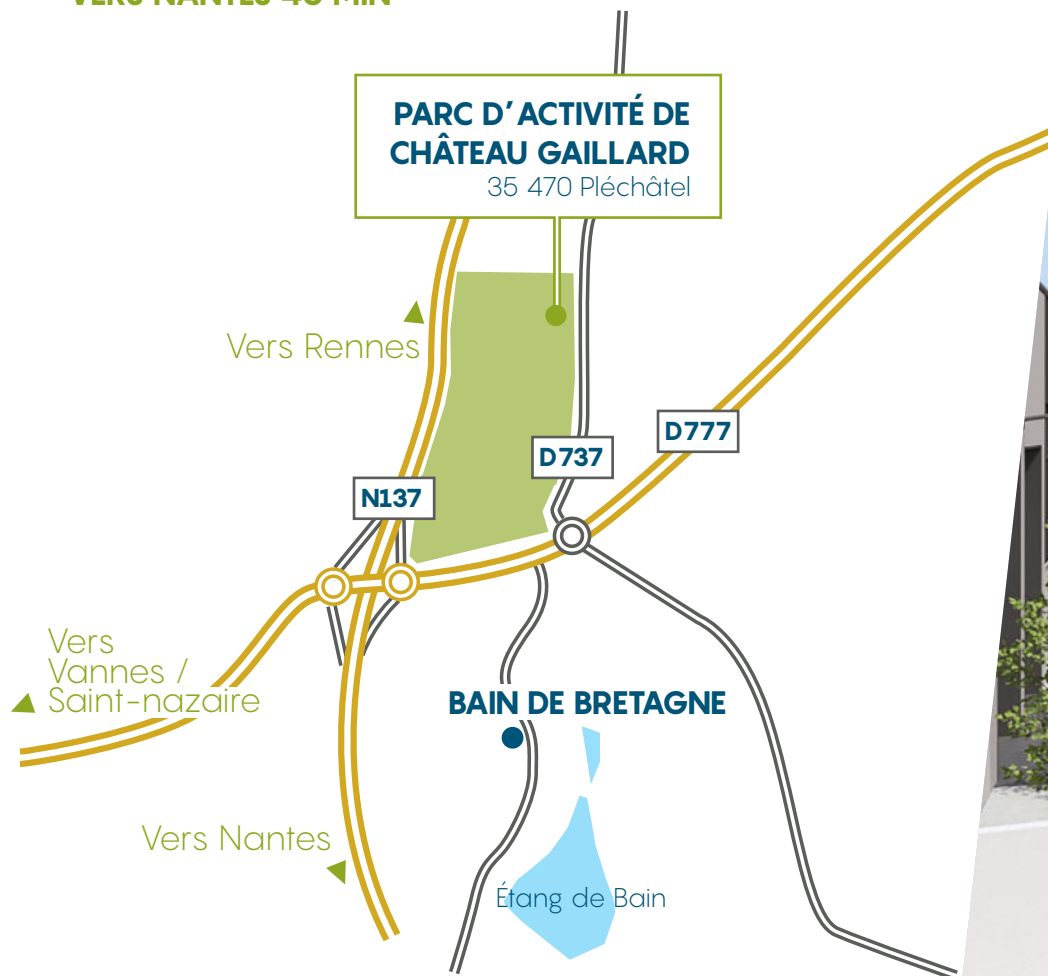 PARC D'ACTIVITÉ DE
CHÂTEAU GAILLARD
35 470 Pléchâtel
Vers Rennes
D777
D737
N137
Vers
Vannes /
Saint-nazaire
BAIN DE BRETAGNE
Vers Nantes
Étang de Bain